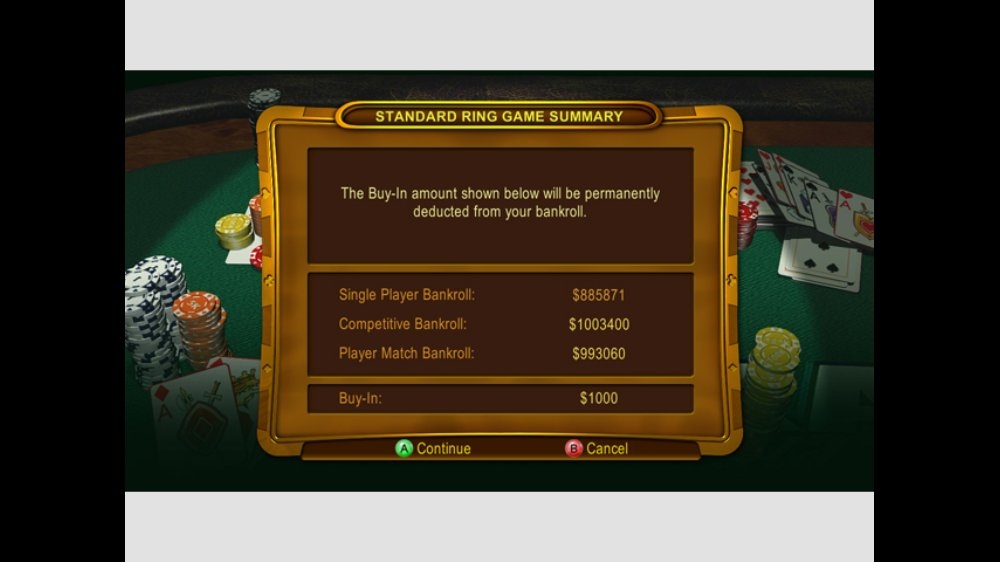 STANDARD RING GAME SUMMARY
The Buy-In amount shown below will be permanently
deducted from your bankroll.
Single Player Bankroll: $885871
Competitive Bankroll: $1003400
Player Match Bankroll: $993060
Buy-In: $1000
A Continue B Cancel